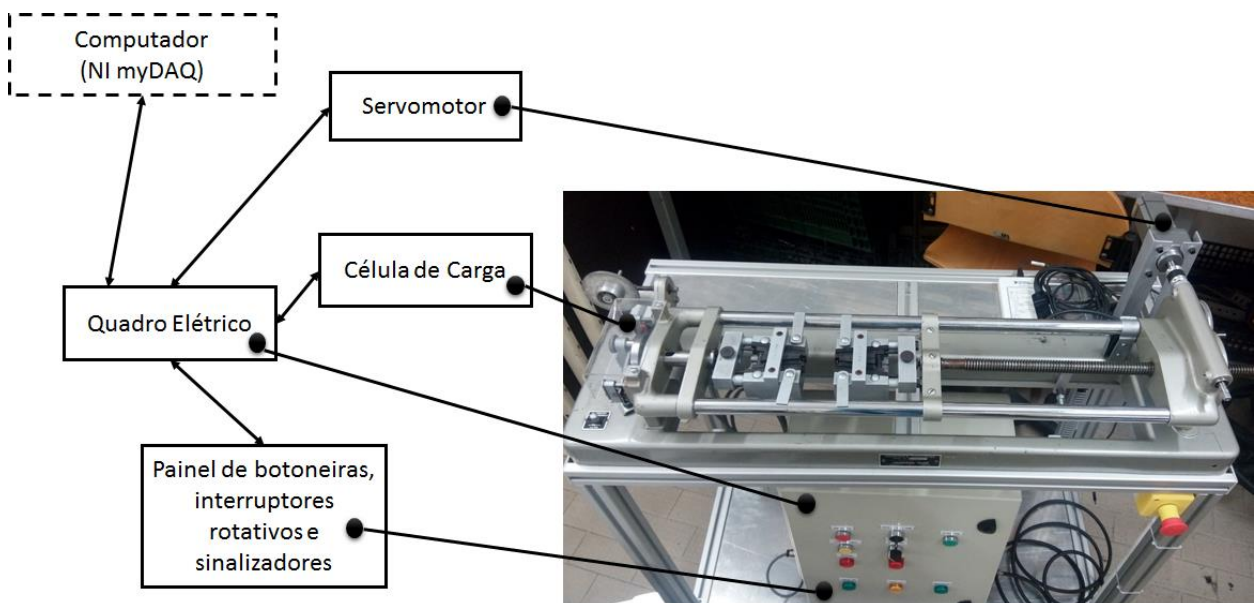 Computador
(NI myDAQ)
Servomotor
Célula de Carga
Quadro Elétrico
Painel de botoneiras,
interruptores
rotativos e
sinalizadores